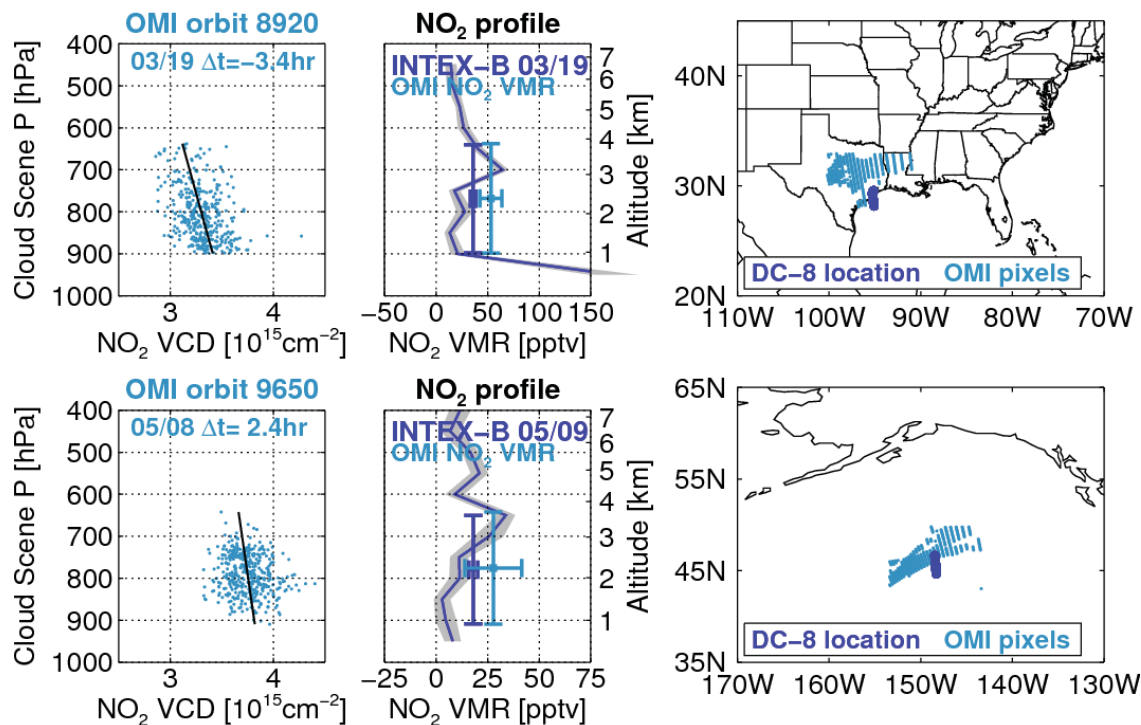 OMI orbit 8920
03/19 Δt=−3.4hr
400
500
600
700
800
900
1000
Cloud Scene P [hPa]
3 4
NO₂ VCD [10¹⁵cm⁻²]
NO₂ profile
INTEX−B 03/19
OMI NO₂ VMR
7
6
5
4
3
2
1
Altitude [km]
−50 0 50 100 150
NO₂ VMR [pptv]
40N
30N
20N
DC−8 location OMI pixels
110W 100W 90W 80W 70W
OMI orbit 9650
05/08 Δt= 2.4hr
400
500
600
700
800
900
1000
Cloud Scene P [hPa]
3 4
NO₂ VCD [10¹⁵cm⁻²]
NO₂ profile
INTEX−B 05/09
OMI NO₂ VMR
7
6
5
4
3
2
1
Altitude [km]
−25 0 25 50 75
NO₂ VMR [pptv]
65N
55N
45N
35N
DC−8 location OMI pixels
170W 160W 150W 140W 130W